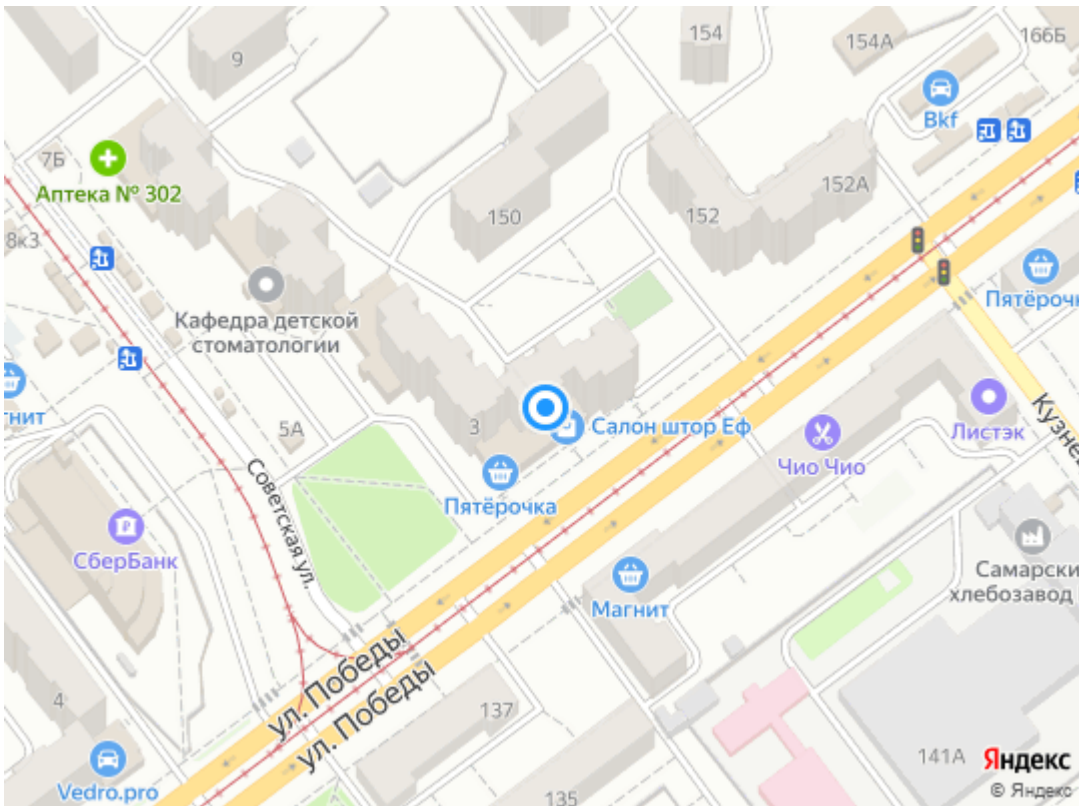 154
154А
166Б
9
Bkf
7Б
Аптека № 302
150
152
152А
8к3
Пятёрочк
Кафедра детской
стоматологии
гнит
5А
3
Салон штор Еф
Листэк
Кузне
Чио Чио
Советская ул.
Пятёрочка
СберБанк
Магнит
Самарски
хлебозавод
ул. Победы
ул. Победы
4
137
Vedro.pro
135
141А
Яндекс
© Яндекс